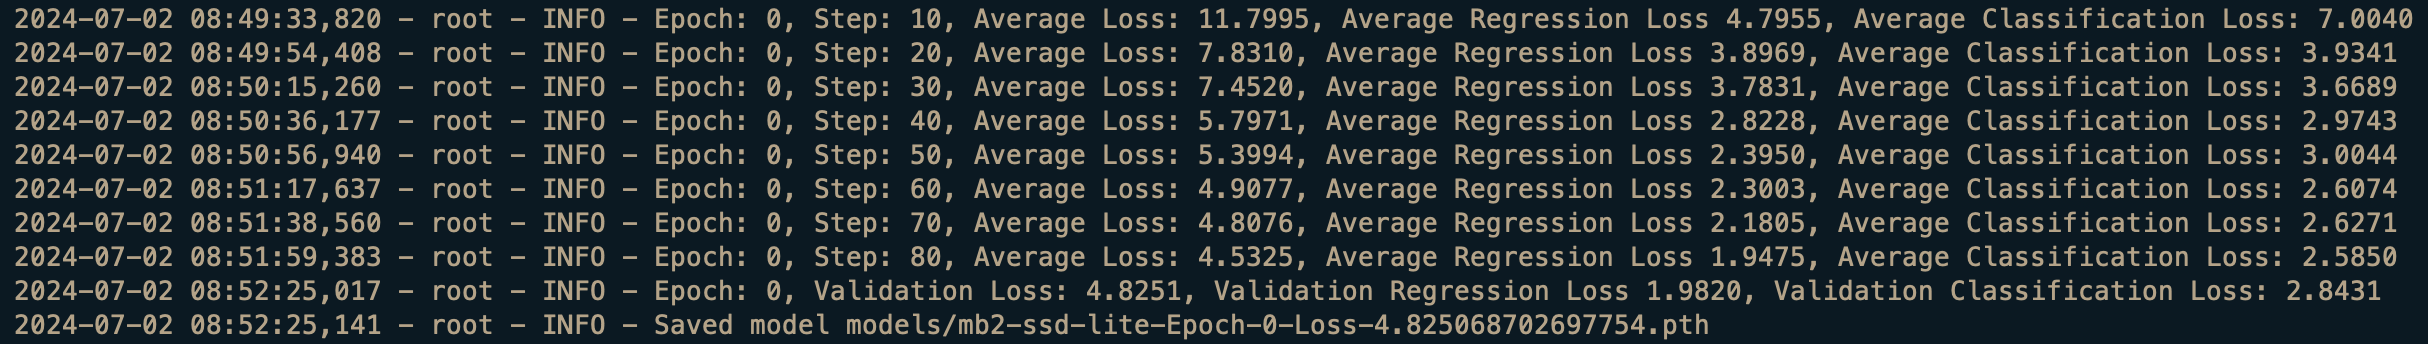 2024-07-02 08:49:33,820 - root - INFO - Epoch: 0, Step: 10, Average Loss: 11.7995, Average Regression Loss 4.7955, Average Classification Loss: 7.0040
2024-07-02 08:49:54,408 - root - INFO - Epoch: 0, Step: 20, Average Loss: 7.8310, Average Regression Loss 3.8969, Average Classification Loss: 3.9341
2024-07-02 08:50:15,260 - root - INFO - Epoch: 0, Step: 30, Average Loss: 7.4520, Average Regression Loss 3.7831, Average Classification Loss: 3.6689
2024-07-02 08:50:36,177 - root - INFO - Epoch: 0, Step: 40, Average Loss: 5.7971, Average Regression Loss 2.8228, Average Classification Loss: 2.9743
2024-07-02 08:50:56,940 - root - INFO - Epoch: 0, Step: 50, Average Loss: 5.3994, Average Regression Loss 2.3950, Average Classification Loss: 3.0044
2024-07-02 08:51:17,637 - root - INFO - Epoch: 0, Step: 60, Average Loss: 4.9077, Average Regression Loss 2.3003, Average Classification Loss: 2.6074
2024-07-02 08:51:38,560 - root - INFO - Epoch: 0, Step: 70, Average Loss: 4.8076, Average Regression Loss 2.1805, Average Classification Loss: 2.6271
2024-07-02 08:51:59,383 - root - INFO - Epoch: 0, Step: 80, Average Loss: 4.5325, Average Regression Loss 1.9475, Average Classification Loss: 2.5850
2024-07-02 08:52:25,017 - root - INFO - Epoch: 0, Validation Loss: 4.8251, Validation Regression Loss 1.9820, Validation Classification Loss: 2.8431
2024-07-02 08:52:25,141 - root - INFO - Saved model models/mb2-ssd-lite-Epoch-0-Loss-4.825068702697754.pth